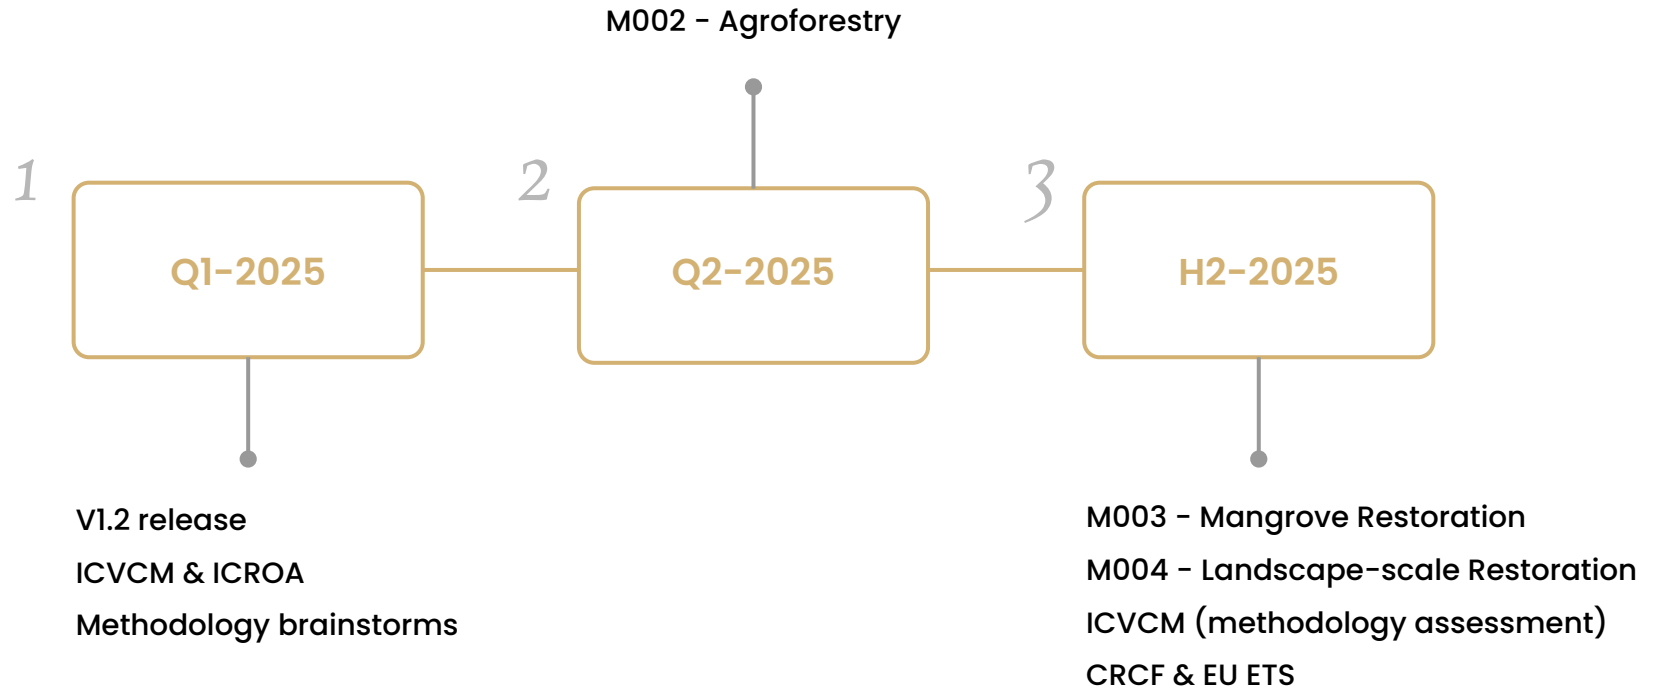 M002 - Agroforestry
1
Q1-2025
2
Q2-2025
3
H2-2025
V1.2 release
ICVCM & ICROA
Methodology brainstorms
M003 - Mangrove Restoration
M004 - Landscape-scale Restoration
ICVCM (methodology assessment)
CRCF & EU ETS